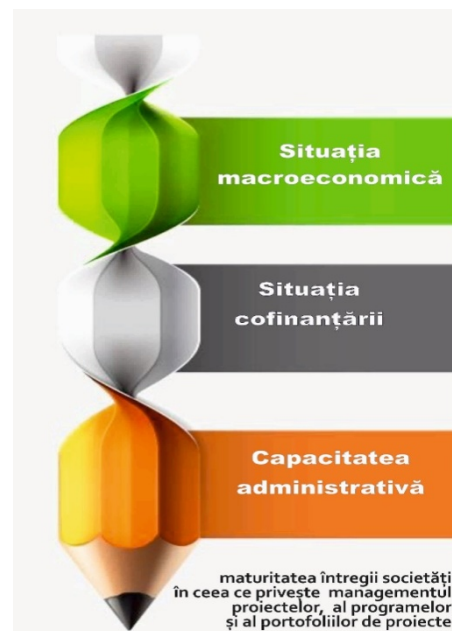 Situația
macroeconomică
Situația
cofinanțării
Capacitatea
administrativă
maturitatea întregii societăți
în ceea ce privește managementul
proiectelor, al programelor
și al portofoliilor de proiecte